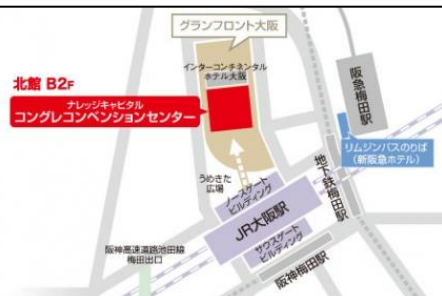 グランフロント大阪
インターコンチネンタル
ホテル大阪
北館 B2F
ナレッジキャピタル
コングレコンベンションセンター
阪急梅田駅
リムジンバスのりば
(新阪急ホテル)
うめきた
広場
ノースゲート
ビルディング
地下鉄梅田駅
JR大阪駅
サウスゲート
ビルディング
阪神高速道路池田線
梅田出口
阪神梅田駅